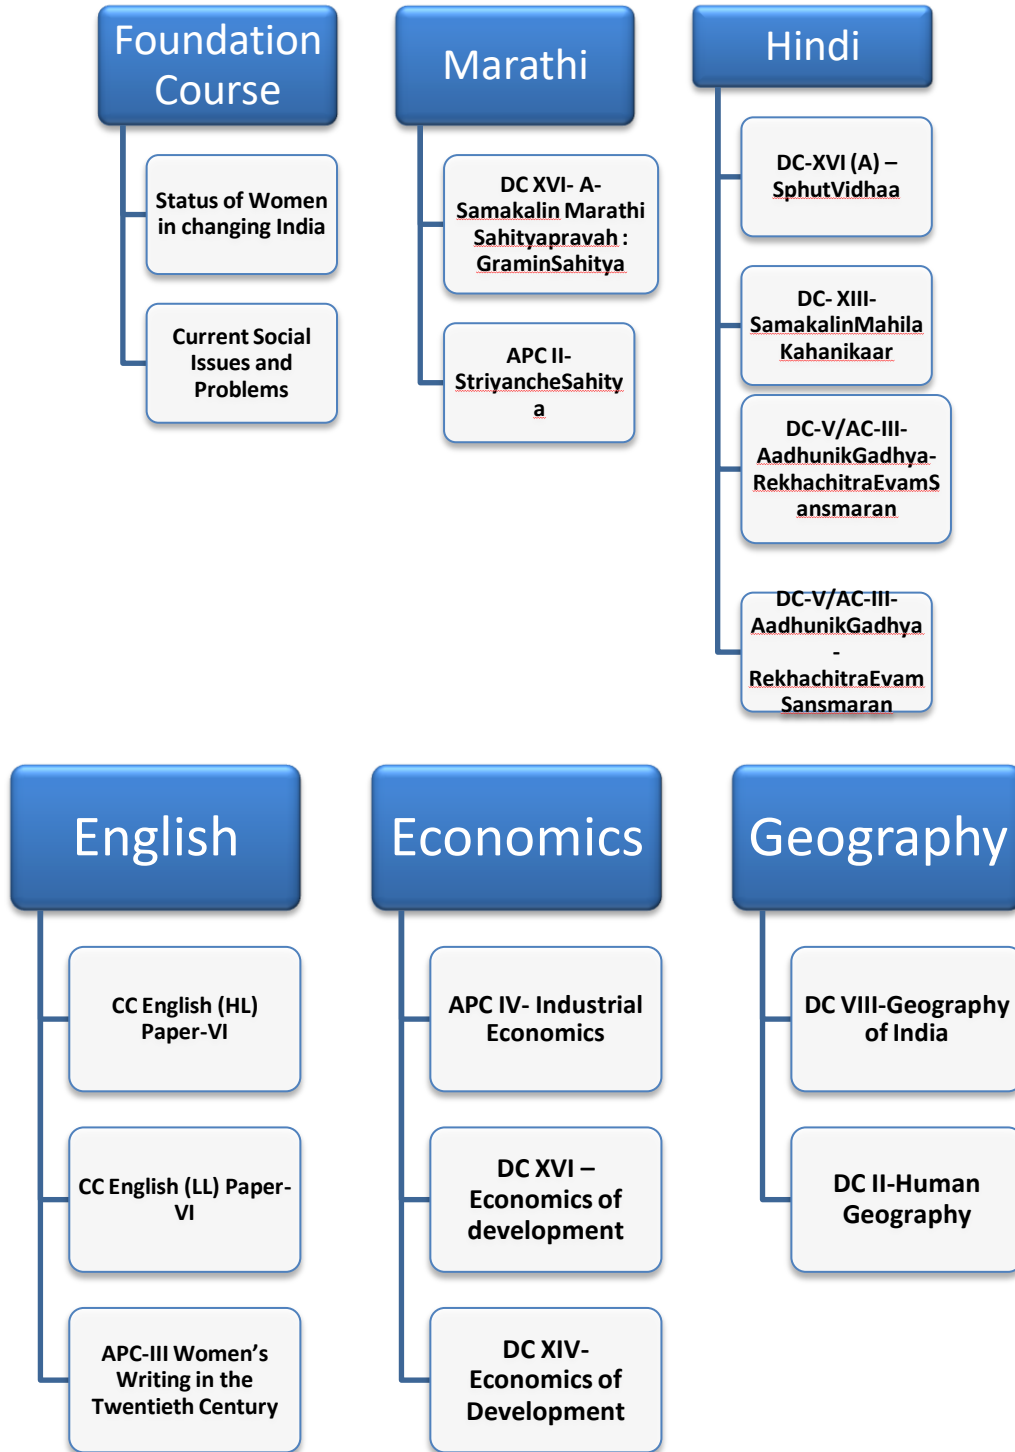 Foundation
Course
Status of Women
in changing India
Current Social
Issues and
Problems
Marathi
DC XVI- A-
Samakalin Marathi
Sahityapravah :
GraminSahitya
APC II-
StriyancheSahity
a
Hindi
DC-XVI (A) –
SphutVidhaa
DC- XIII-
SamakalinMahila
Kahanikaar
DC-V/AC-III-
AadhunikGadhya-
RekhachitraEvamS
ansmaran
DC-V/AC-III-
AadhunikGadhya
-
RekhachitraEvam
Sansmaran
English
CC English (HL)
Paper-VI
CC English (LL) Paper-
VI
APC-III Women’s
Writing in the
Twentieth Century
Economics
APC IV- Industrial
Economics
DC XVI –
Economics of
development
DC XIV-
Economics of
Development
Geography
DC VIII-Geography
of India
DC II-Human
Geography